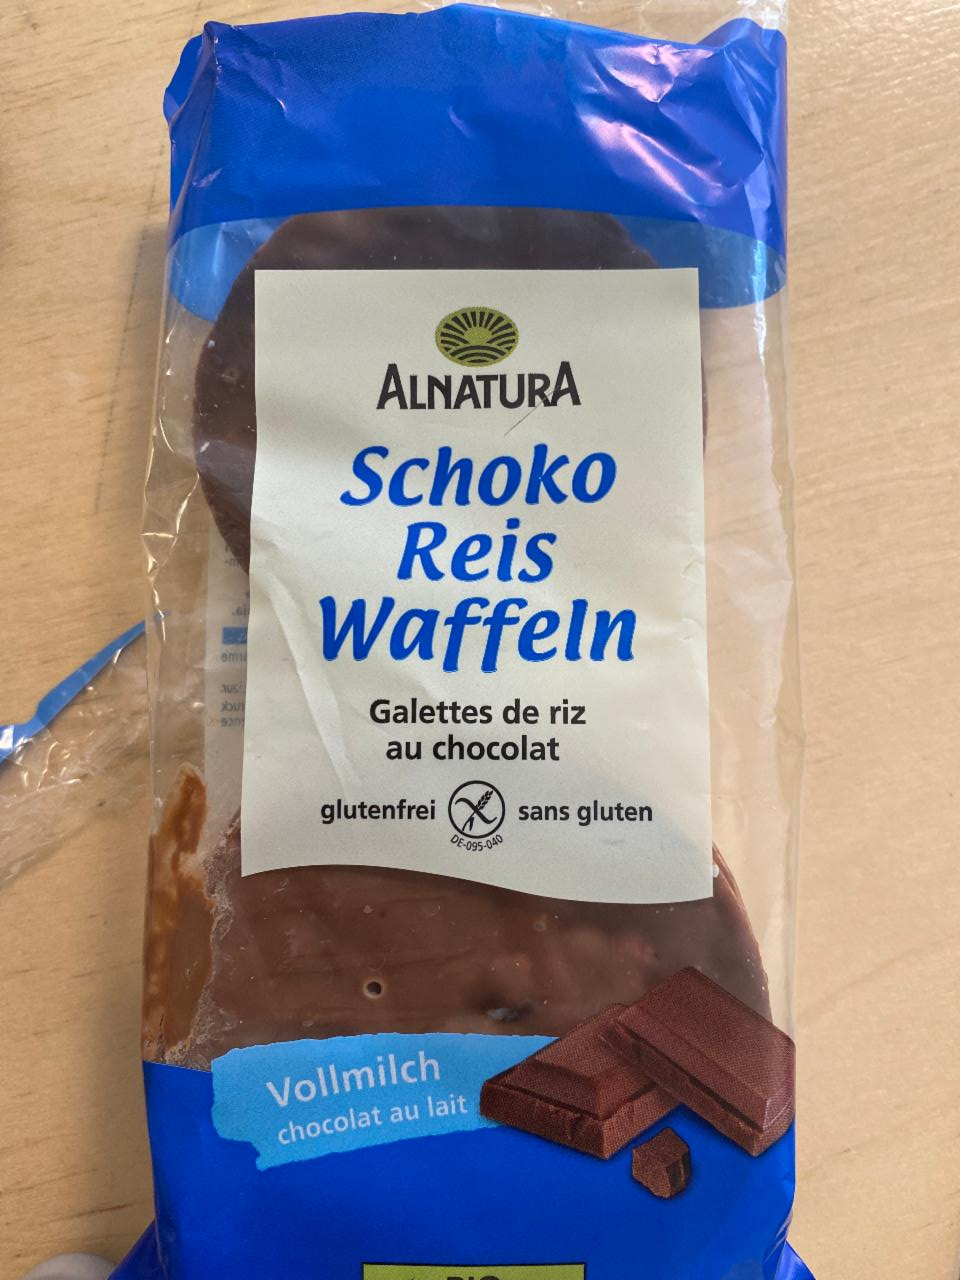 ALNATURA
Schoko
Reis
Waffeln
Galettes de riz
au chocolat
glutenfrei sans gluten
DE-095-040
Vollmilch
chocolat au lait
BIO